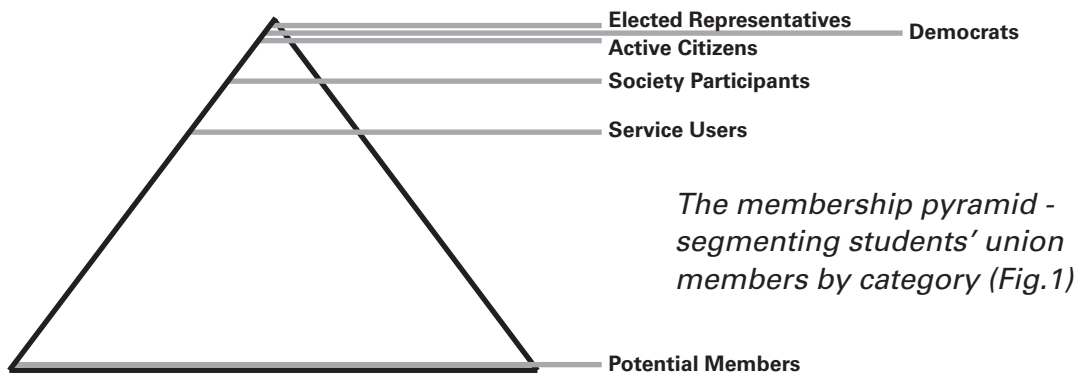 Elected Representatives
Democrats
Active Citizens
Society Participants
Service Users
The membership pyramid -
segmenting students’ union
members by category (Fig.1)
Potential Members